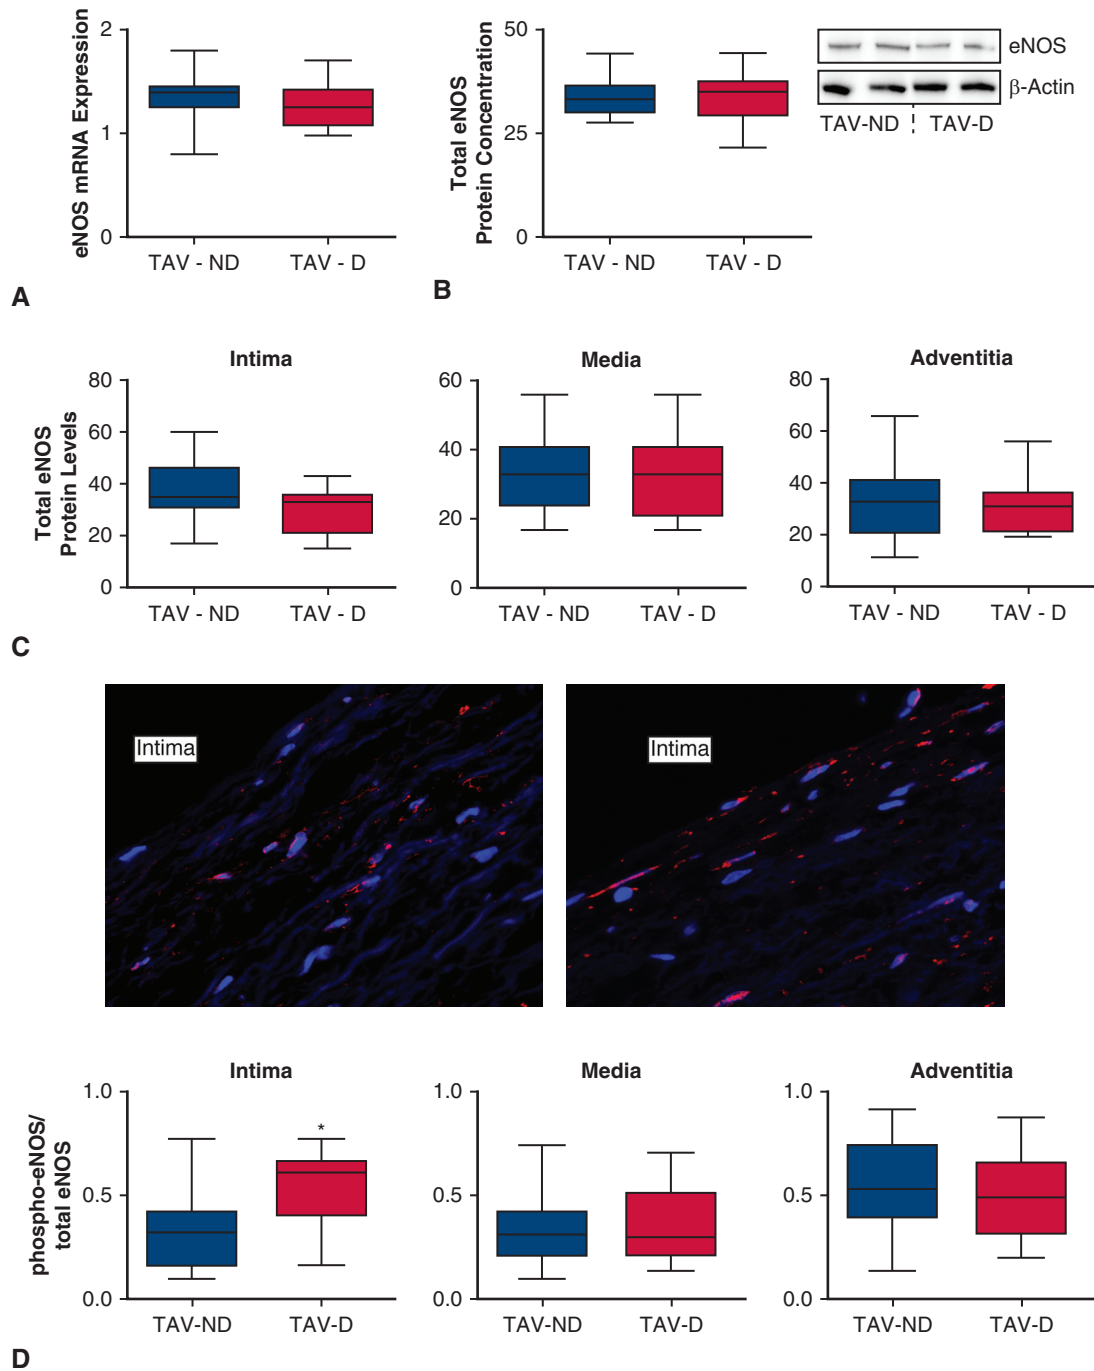 eNOS mRNA Expression
2
1
0
TAV - ND
TAV - D
A
Total eNOS
Protein Concentration
50
25
0
TAV - ND
TAV - D
B
eNOS
β-Actin
TAV-ND
TAV-D
Total eNOS
Protein Levels
Intima
80
60
40
20
0
TAV - ND
TAV - D
Media
60
40
20
0
TAV - ND
TAV - D
Adventitia
80
60
40
20
0
TAV - ND
TAV - D
C
Intima
Intima
phospho-eNOS/
total eNOS
Intima
1.0
0.5
0.0
*
TAV-ND
TAV-D
Media
1.0
0.5
0.0
TAV-ND
TAV-D
Adventitia
1.0
0.5
0.0
TAV-ND
TAV-D
D